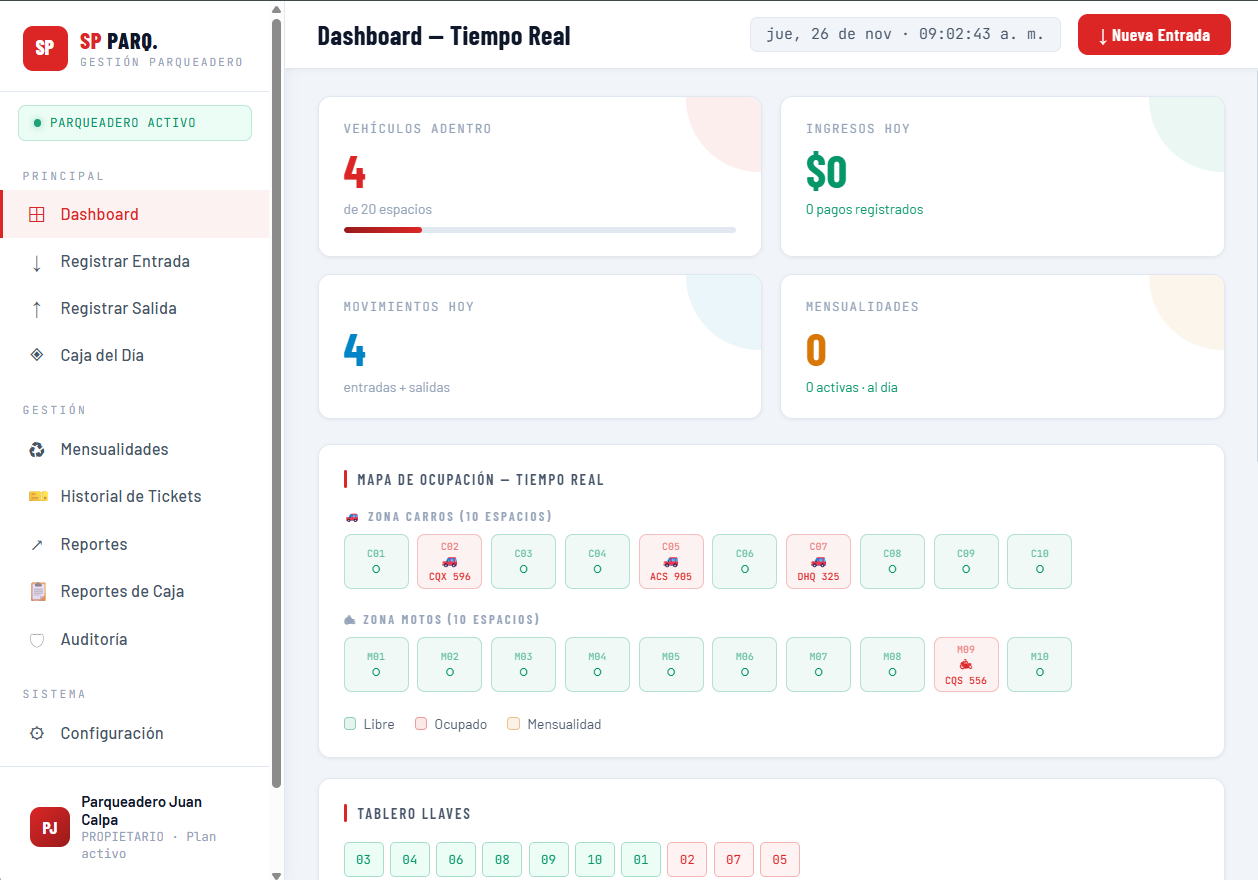 SP
SP PARQ.
GESTIÓN PARQUEADERO
PARQUEADERO ACTIVO
PRINCIPAL
Dashboard
Registrar Entrada
Registrar Salida
Caja del Día
GESTIÓN
Mensualidades
Historial de Tickets
Reportes
Reportes de Caja
Auditoría
SISTEMA
Configuración
PJ
Parqueadero Juan
Calpa
PROPIETARIO · Plan
activo
Dashboard — Tiempo Real
jue, 26 de nov · 09:02:43 a. m.
↓ Nueva Entrada
VEHÍCULOS ADENTRO
4
de 20 espacios
INGRESOS HOY
$0
0 pagos registrados
MOVIMIENTOS HOY
4
entradas + salidas
MENSUALIDADES
0
0 activas · al día
MAPA DE OCUPACIÓN — TIEMPO REAL
ZONA CARROS (10 ESPACIOS)
C01 C02 C03 C04 C05 C06 C07 C08 C09 C10
CQX 596 ACS 905 DHQ 325
ZONA MOTOS (10 ESPACIOS)
M01 M02 M03 M04 M05 M06 M07 M08 M09 M10
CQS 556
Libre Ocupado Mensualidad
TABLERO LLAVES
03 04 06 08 09 10 01 02 07 05